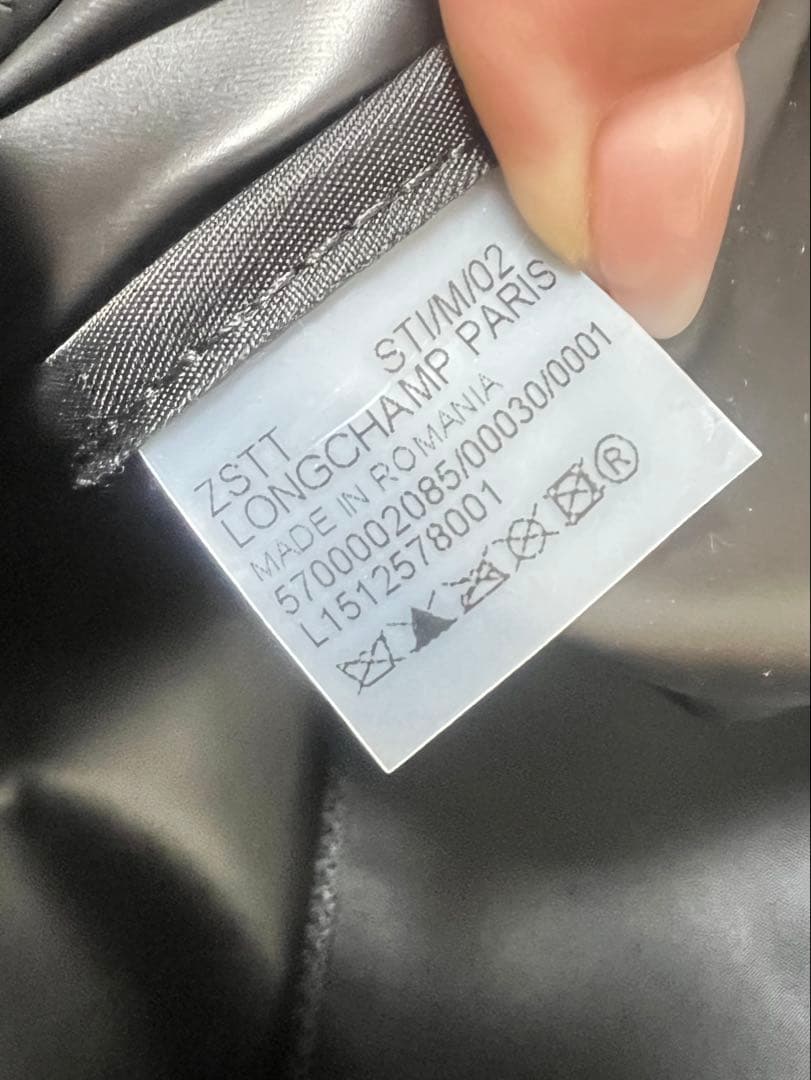 STI/M/02
ZSTT
LONGCHAMP PARIS
MADE IN ROMANIA
5700002085/00030/0001
L1512578001
®